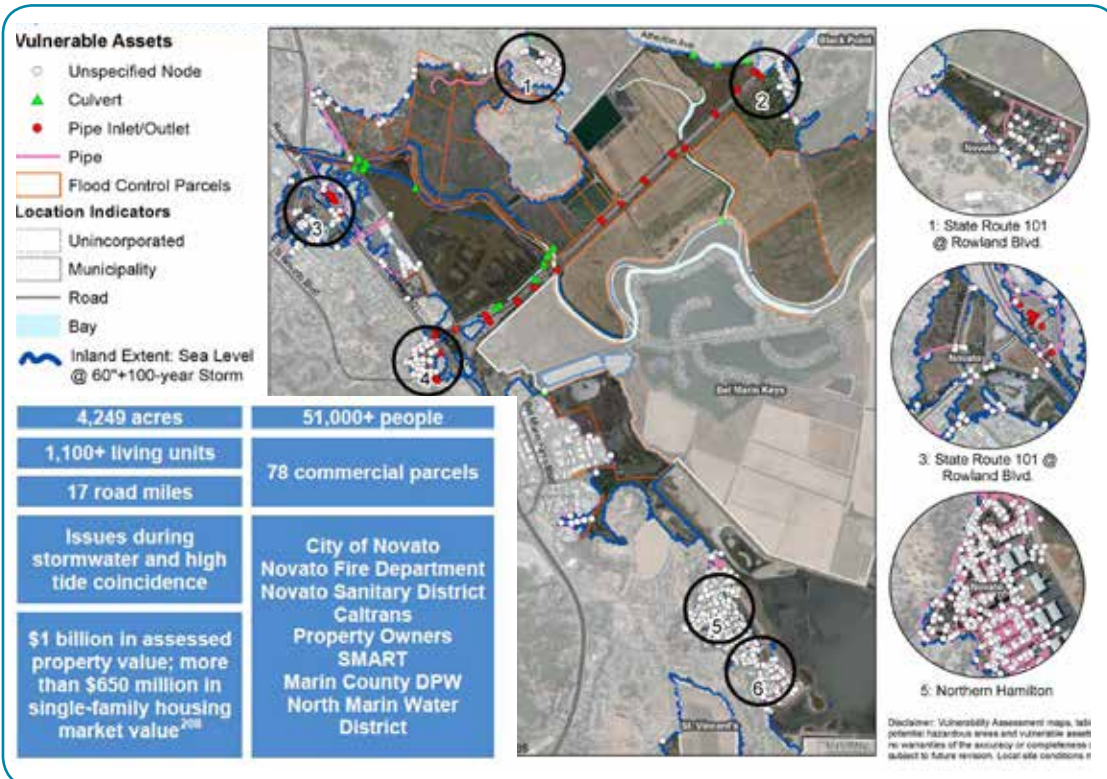 Vulnerable Assets
Unspecified Node
Culvert
Pipe Inlet/Outlet
Pipe
Flood Control Parcels
Location Indicators
Unincorporated
Municipality
Road
Bay
Inland Extent: Sea Level
@ 60"+100-year Storm
4,249 acres
1,100+ living units
17 road miles
Issues during
stormwater and high
tide coincidence
$1 billion in assessed
property value; more
than $650 million in
single-family housing
market value208
51,000+ people
78 commercial parcels
City of Novato
Novato Fire Department
Novato Sanitary District
Caltrans
Property Owners
SMART
Marin County DPW
North Marin Water
District
Atherton Ave
Black Point
1
2
3
4
Bel Marin Keys
5
6
St. Vincent's
Novato
1: State Route 101
@ Rowland Blvd.
Novato
3: State Route 101 @
Rowland Blvd.
5: Northern Hamilton
Disclaimer: Vulnerability Assessment maps,
potential hazardous areas and vulnerable
no warranties of the accuracy or completeness
subject to future revision. Local site conditions